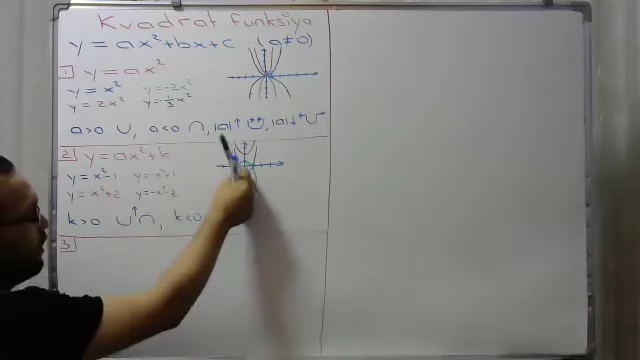 Kvadrat funksiya
y = ax²+bx+c (a≠0)
1 y = ax²
y = x² y=-2x²
y = 2x² y=-½x²
a>0 ∪, a<0 ∩, |a|↑ ∪, |a|↓ ∪
2 y = ax²+k
y=x²-1 y=-x²+1
y=x²+2 y=-x²-2
k>0 ∪↑∩, k<0
3